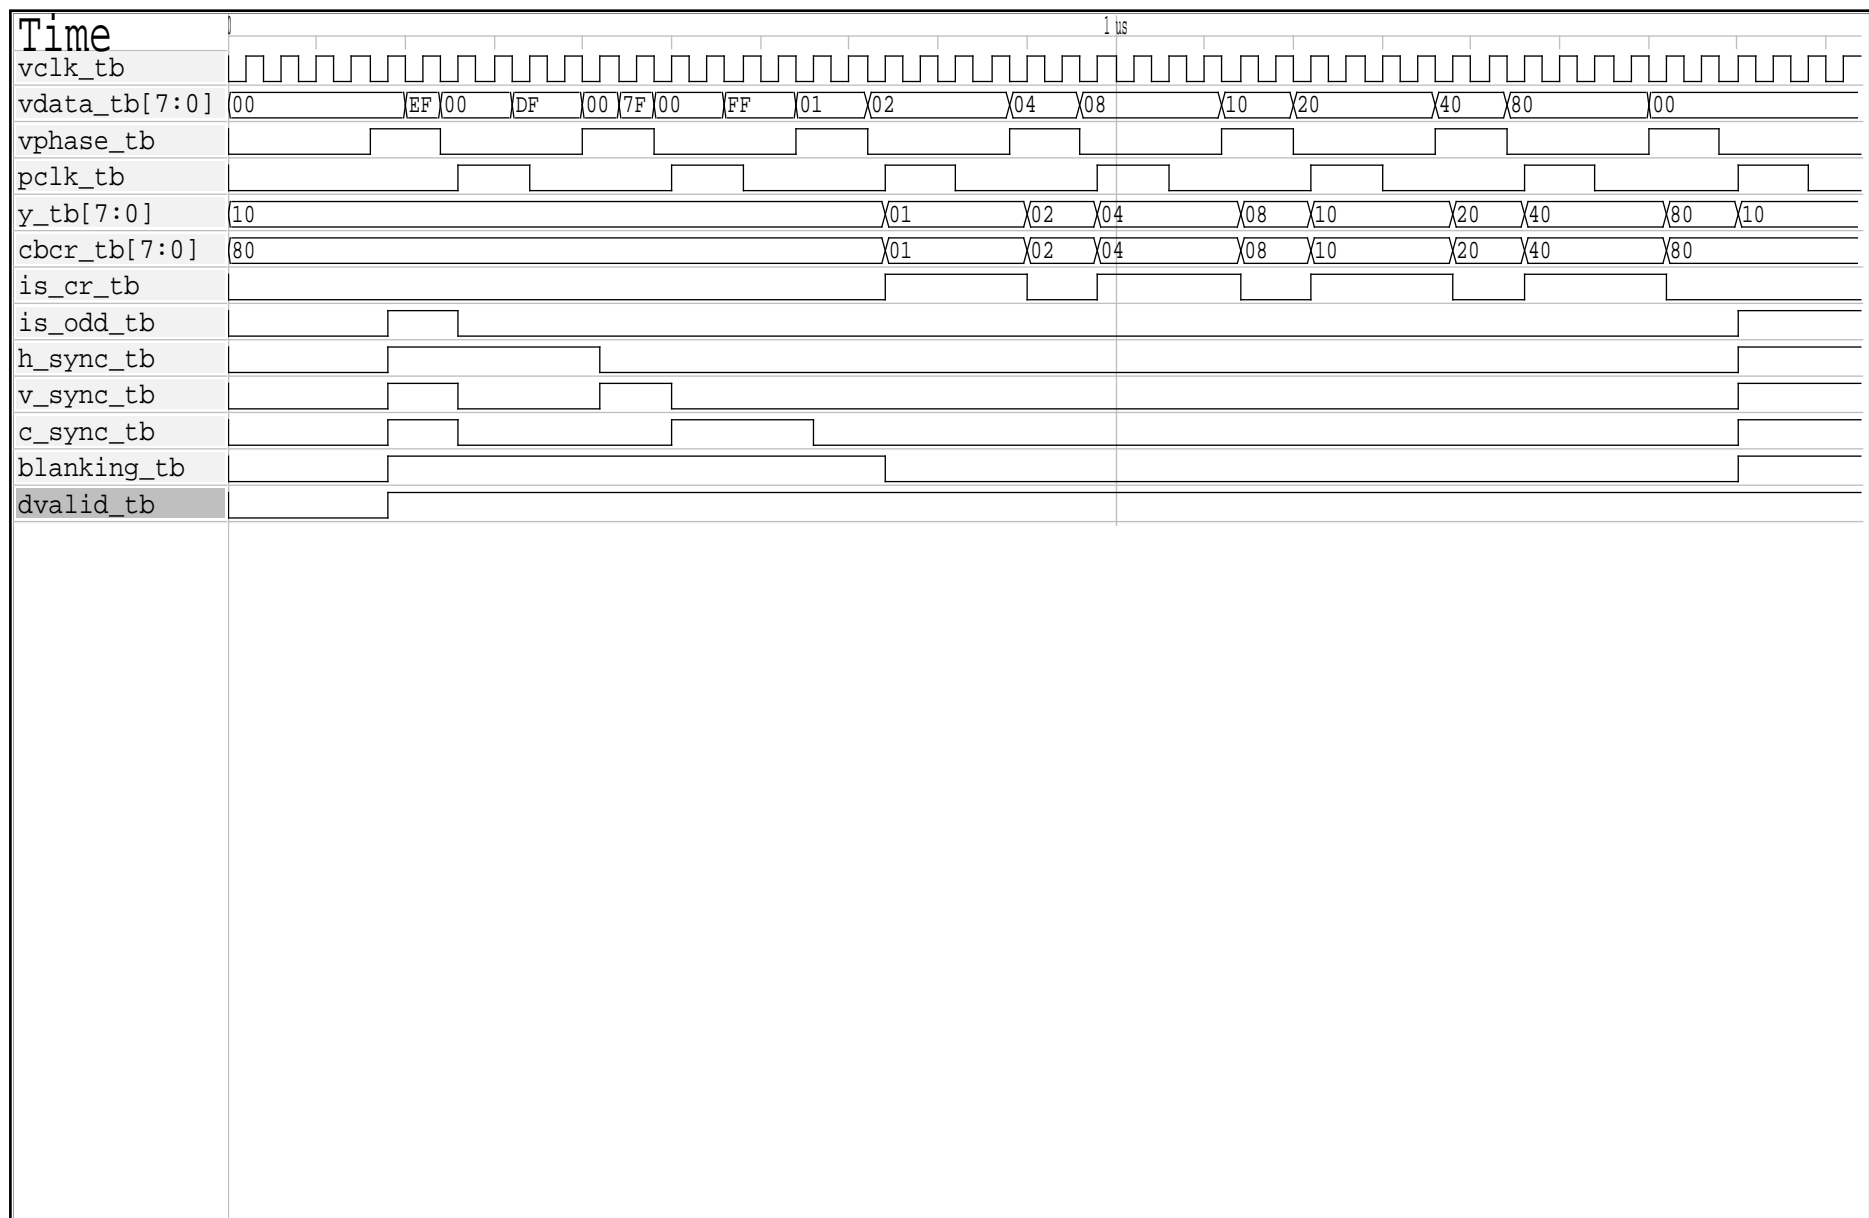 Time
0 1 us
vclk_tb
vdata_tb[7:0] 00 EF 00 DF 00 7F 00 FF 01 02 04 08 10 20 40 80 00
vphase_tb
pclk_tb
y_tb[7:0] 10 01 02 04 08 10 20 40 80 10
cbcr_tb[7:0] 80 01 02 04 08 10 20 40 80
is_cr_tb
is_odd_tb
h_sync_tb
v_sync_tb
c_sync_tb
blanking_tb
dvalid_tb